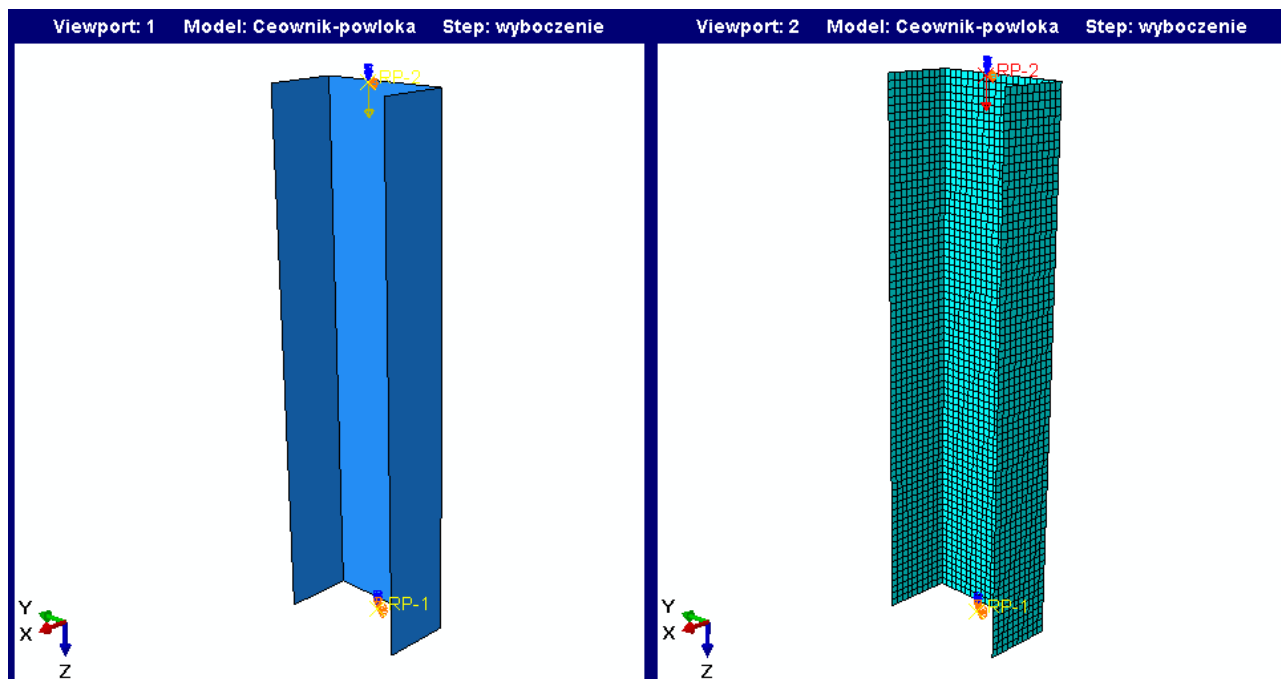 Viewport: 1 Model: Ceownik-powloka Step: wyboczenie
RP-2
RP-1
Y
X
Z
Viewport: 2 Model: Ceownik-powloka Step: wyboczenie
RP-2
RP-1
Y
X
Z